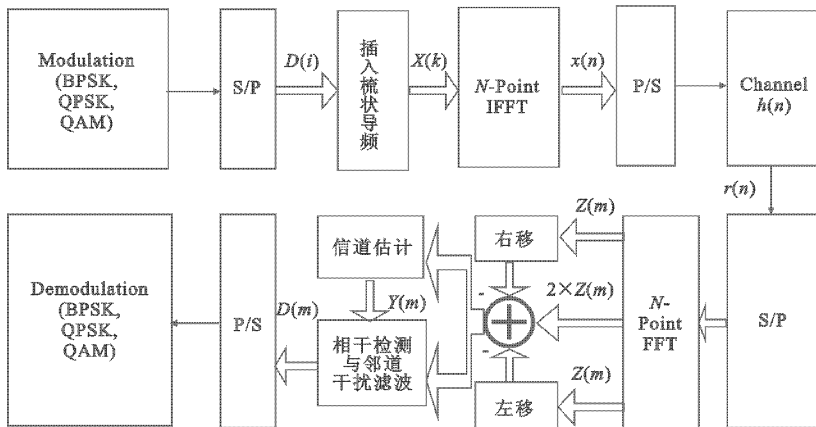 Modulation
(BPSK,
QPSK,
QAM)
S/P
D(i)
插
入
梳
状
导
频
X(k)
N-Point
IFFT
x(n)
P/S
Channel
h(n)
r(n)
S/P
N-
Point
FFT
Z(m)
2×Z(m)
Z(m)
右移
-
-
左移
信道估计
Y(m)
相干检测
与邻道
干扰滤波
D(m)
P/S
Demodulation
(BPSK,
QPSK,
QAM)